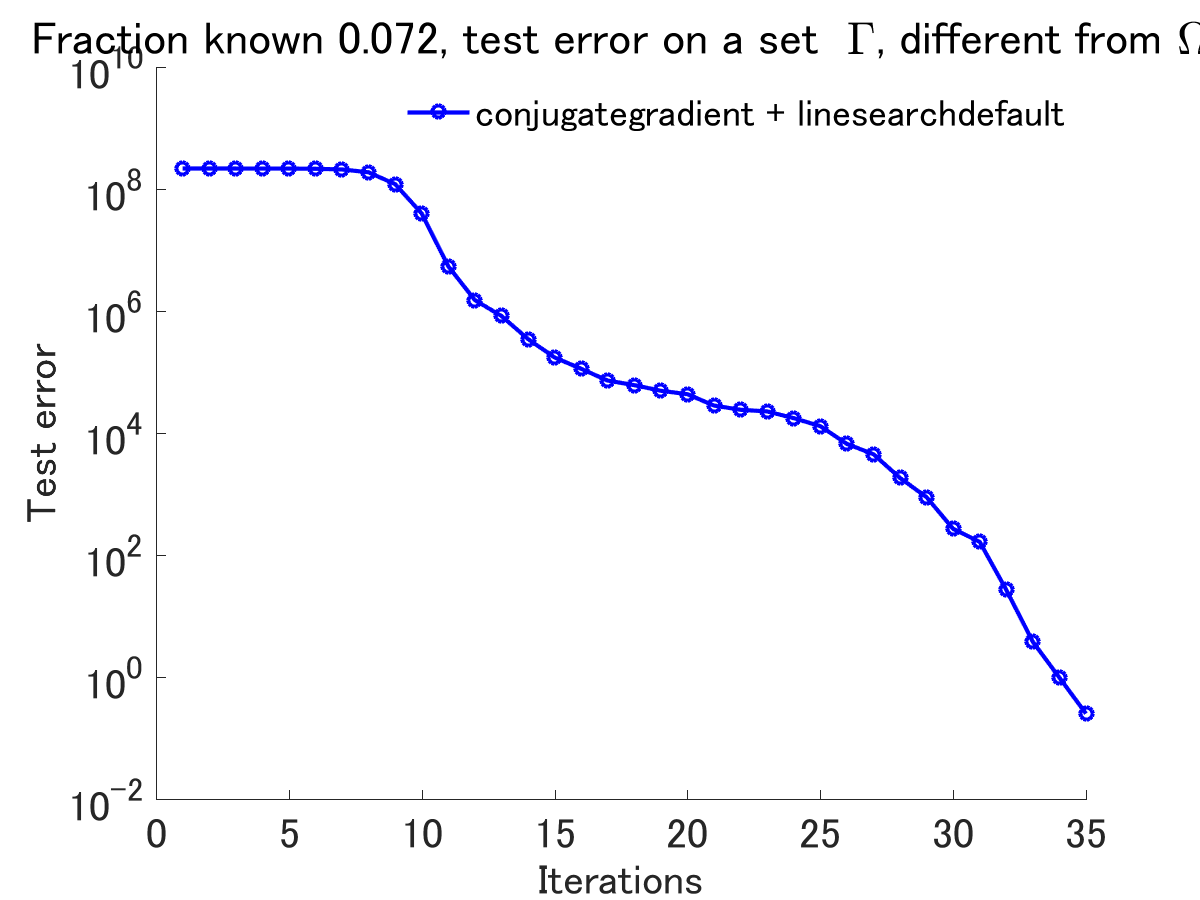 Fraction known 0.072, test error on a set Γ, different from Ω
conjugategradient + linesearchdefault
10^10
10^8
10^6
10^4
10^2
10^0
10^-2
Test error
0 5 10 15 20 25 30 35
Iterations